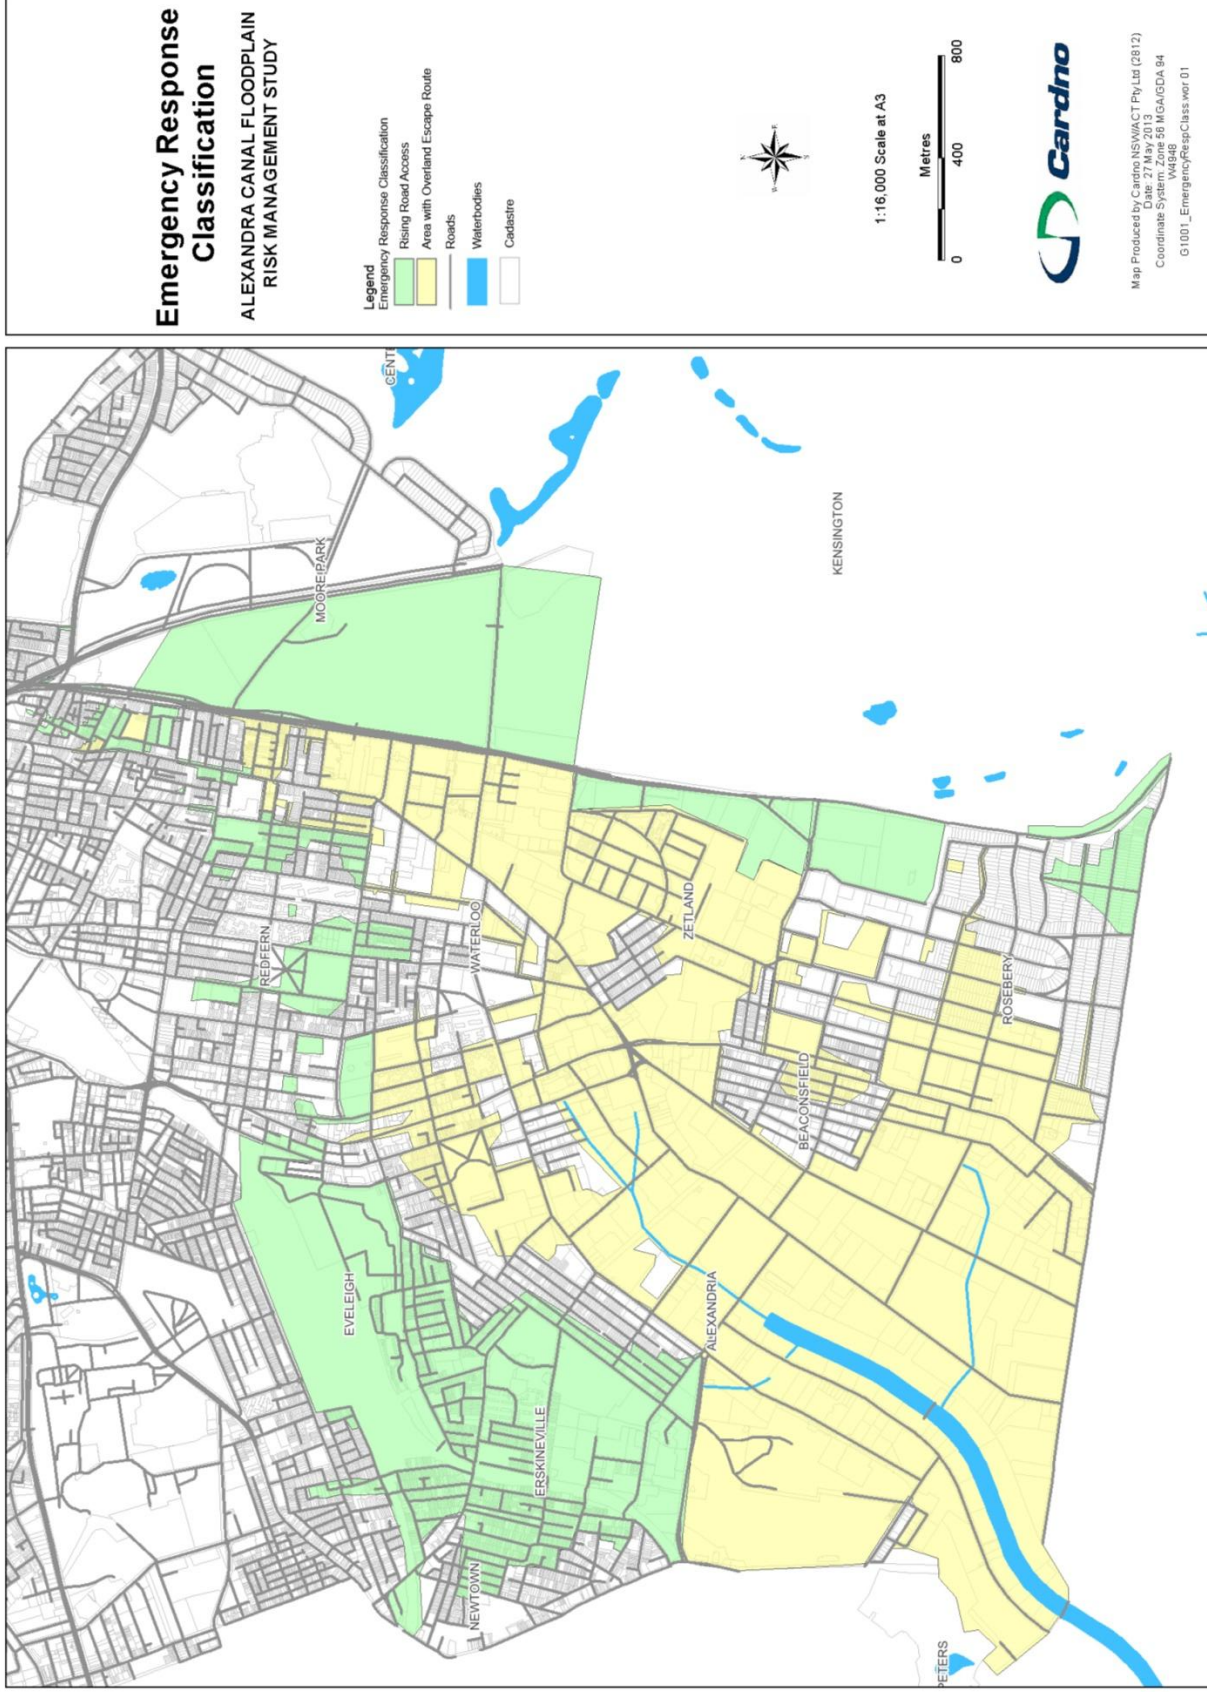 Emergency Response
Classification
ALEXANDRA CANAL FLOODPLAIN
RISK MANAGEMENT STUDY
Legend
Emergency Response Classification
Rising Road Access
Area with Overland Escape Route
Roads
Waterbodies
Cadastre
N
E
S
W
1:16,000 Scale at A3
Metres
0 400 800
Cardno
Map Produced by Cardno NSW/ACT Pty Ltd (2812)
Date: 27 May 2013
Coordinate System: Zone 56 MGA/GDA 94
W4948
G1001_EmergencyRespClass.wor 01
CENT
MOORE PARK
KENSINGTON
REDFERN
WATERLOO
ZETLAND
ROSEBERY
BEACONSFIELD
EVELEIGH
ALEXANDRIA
ERSKINEVILLE
NEWTOWN
PETERS